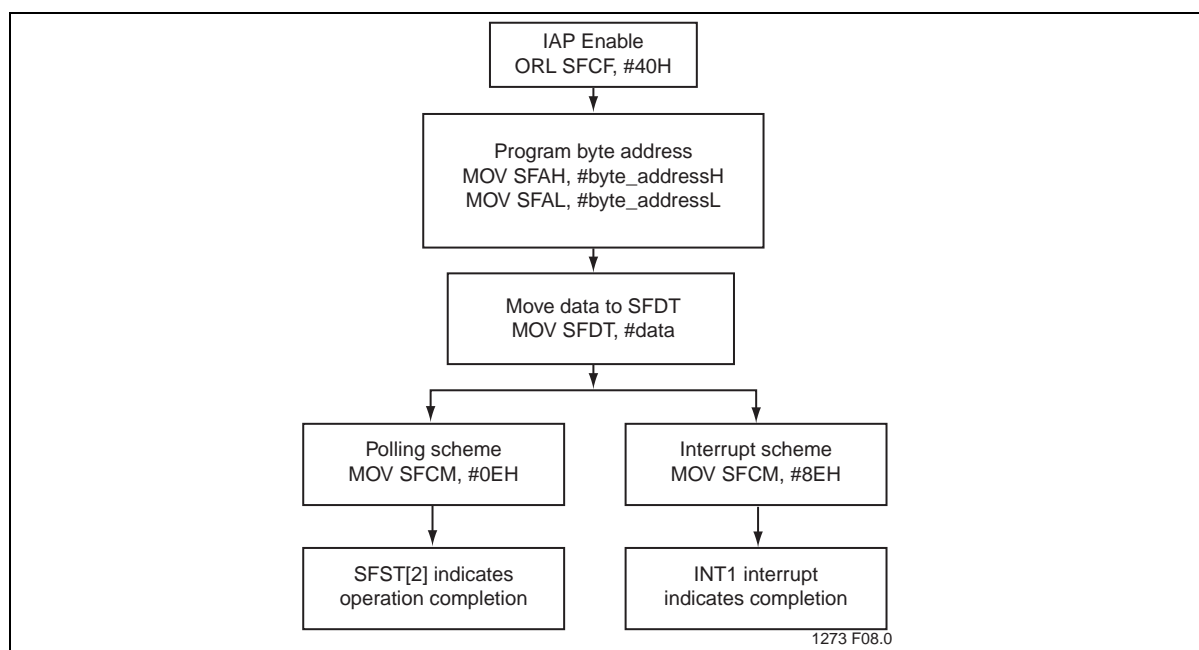 IAP Enable
ORL SFCF, #40H
Program byte address
MOV SFAH, #byte_addressH
MOV SFAL, #byte_addressL
Move data to SFDT
MOV SFDT, #data
Polling scheme
MOV SFCM, #0EH
Interrupt scheme
MOV SFCM, #8EH
SFST[2] indicates
operation completion
INT1 interrupt
indicates completion
1273 F08.0